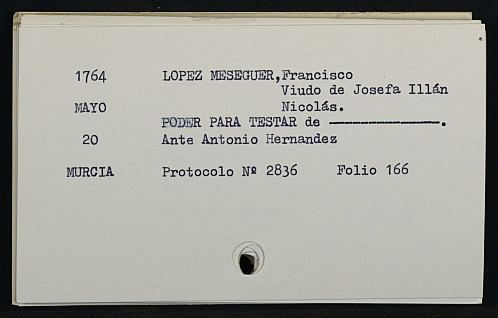 1764 LOPEZ MESEGUER, Francisco
Viudo de Josefa Illán
MAYO Nicolás.
PODER PARA TESTAR de ----------------.
20 Ante Antonio Hernandez
MURCIA Protocolo Nº 2836 Folio 166